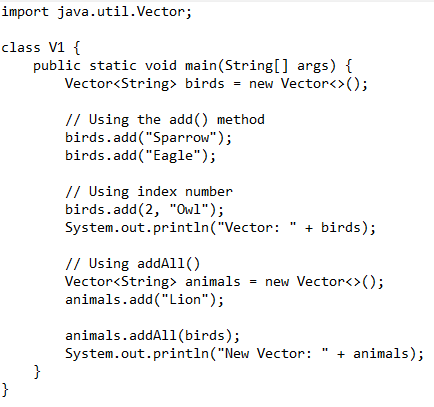 import java.util.Vector;
class V1 {
    public static void main(String[] args) {
        Vector<String> birds = new Vector<>();
        // Using the add() method
        birds.add("Sparrow");
        birds.add("Eagle");
        // Using index number
        birds.add(2, "Owl");
        System.out.println("Vector: " + birds);
        // Using addAll()
        Vector<String> animals = new Vector<>();
        animals.add("Lion");
        animals.addAll(birds);
        System.out.println("New Vector: " + animals);
    }
}